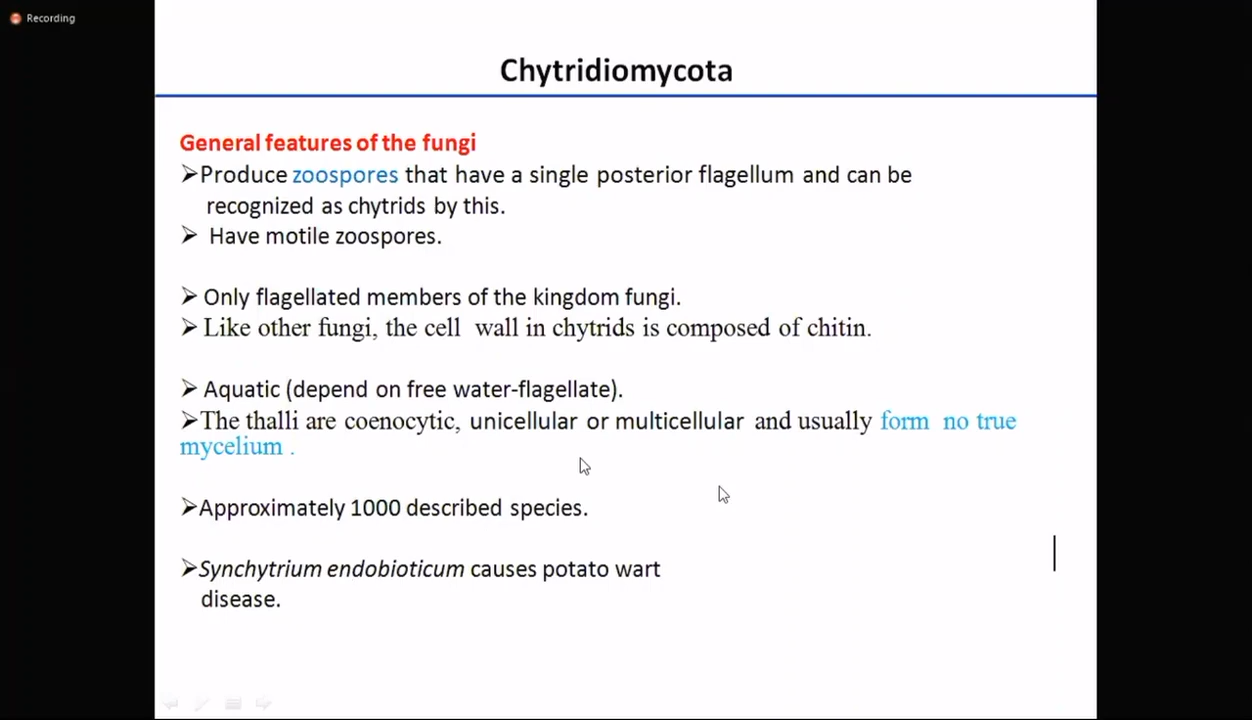 Recording
Chytridiomycota
General features of the fungi
➢Produce zoospores that have a single posterior flagellum and can be
recognized as chytrids by this.
➢ Have motile zoospores.
➢ Only flagellated members of the kingdom fungi.
➢ Like other fungi, the cell wall in chytrids is composed of chitin.
➢ Aquatic (depend on free water-flagellate).
➢The thalli are coenocytic, unicellular or multicellular and usually form no true
mycelium .
➢Approximately 1000 described species.
➢Synchytrium endobioticum causes potato wart
disease.